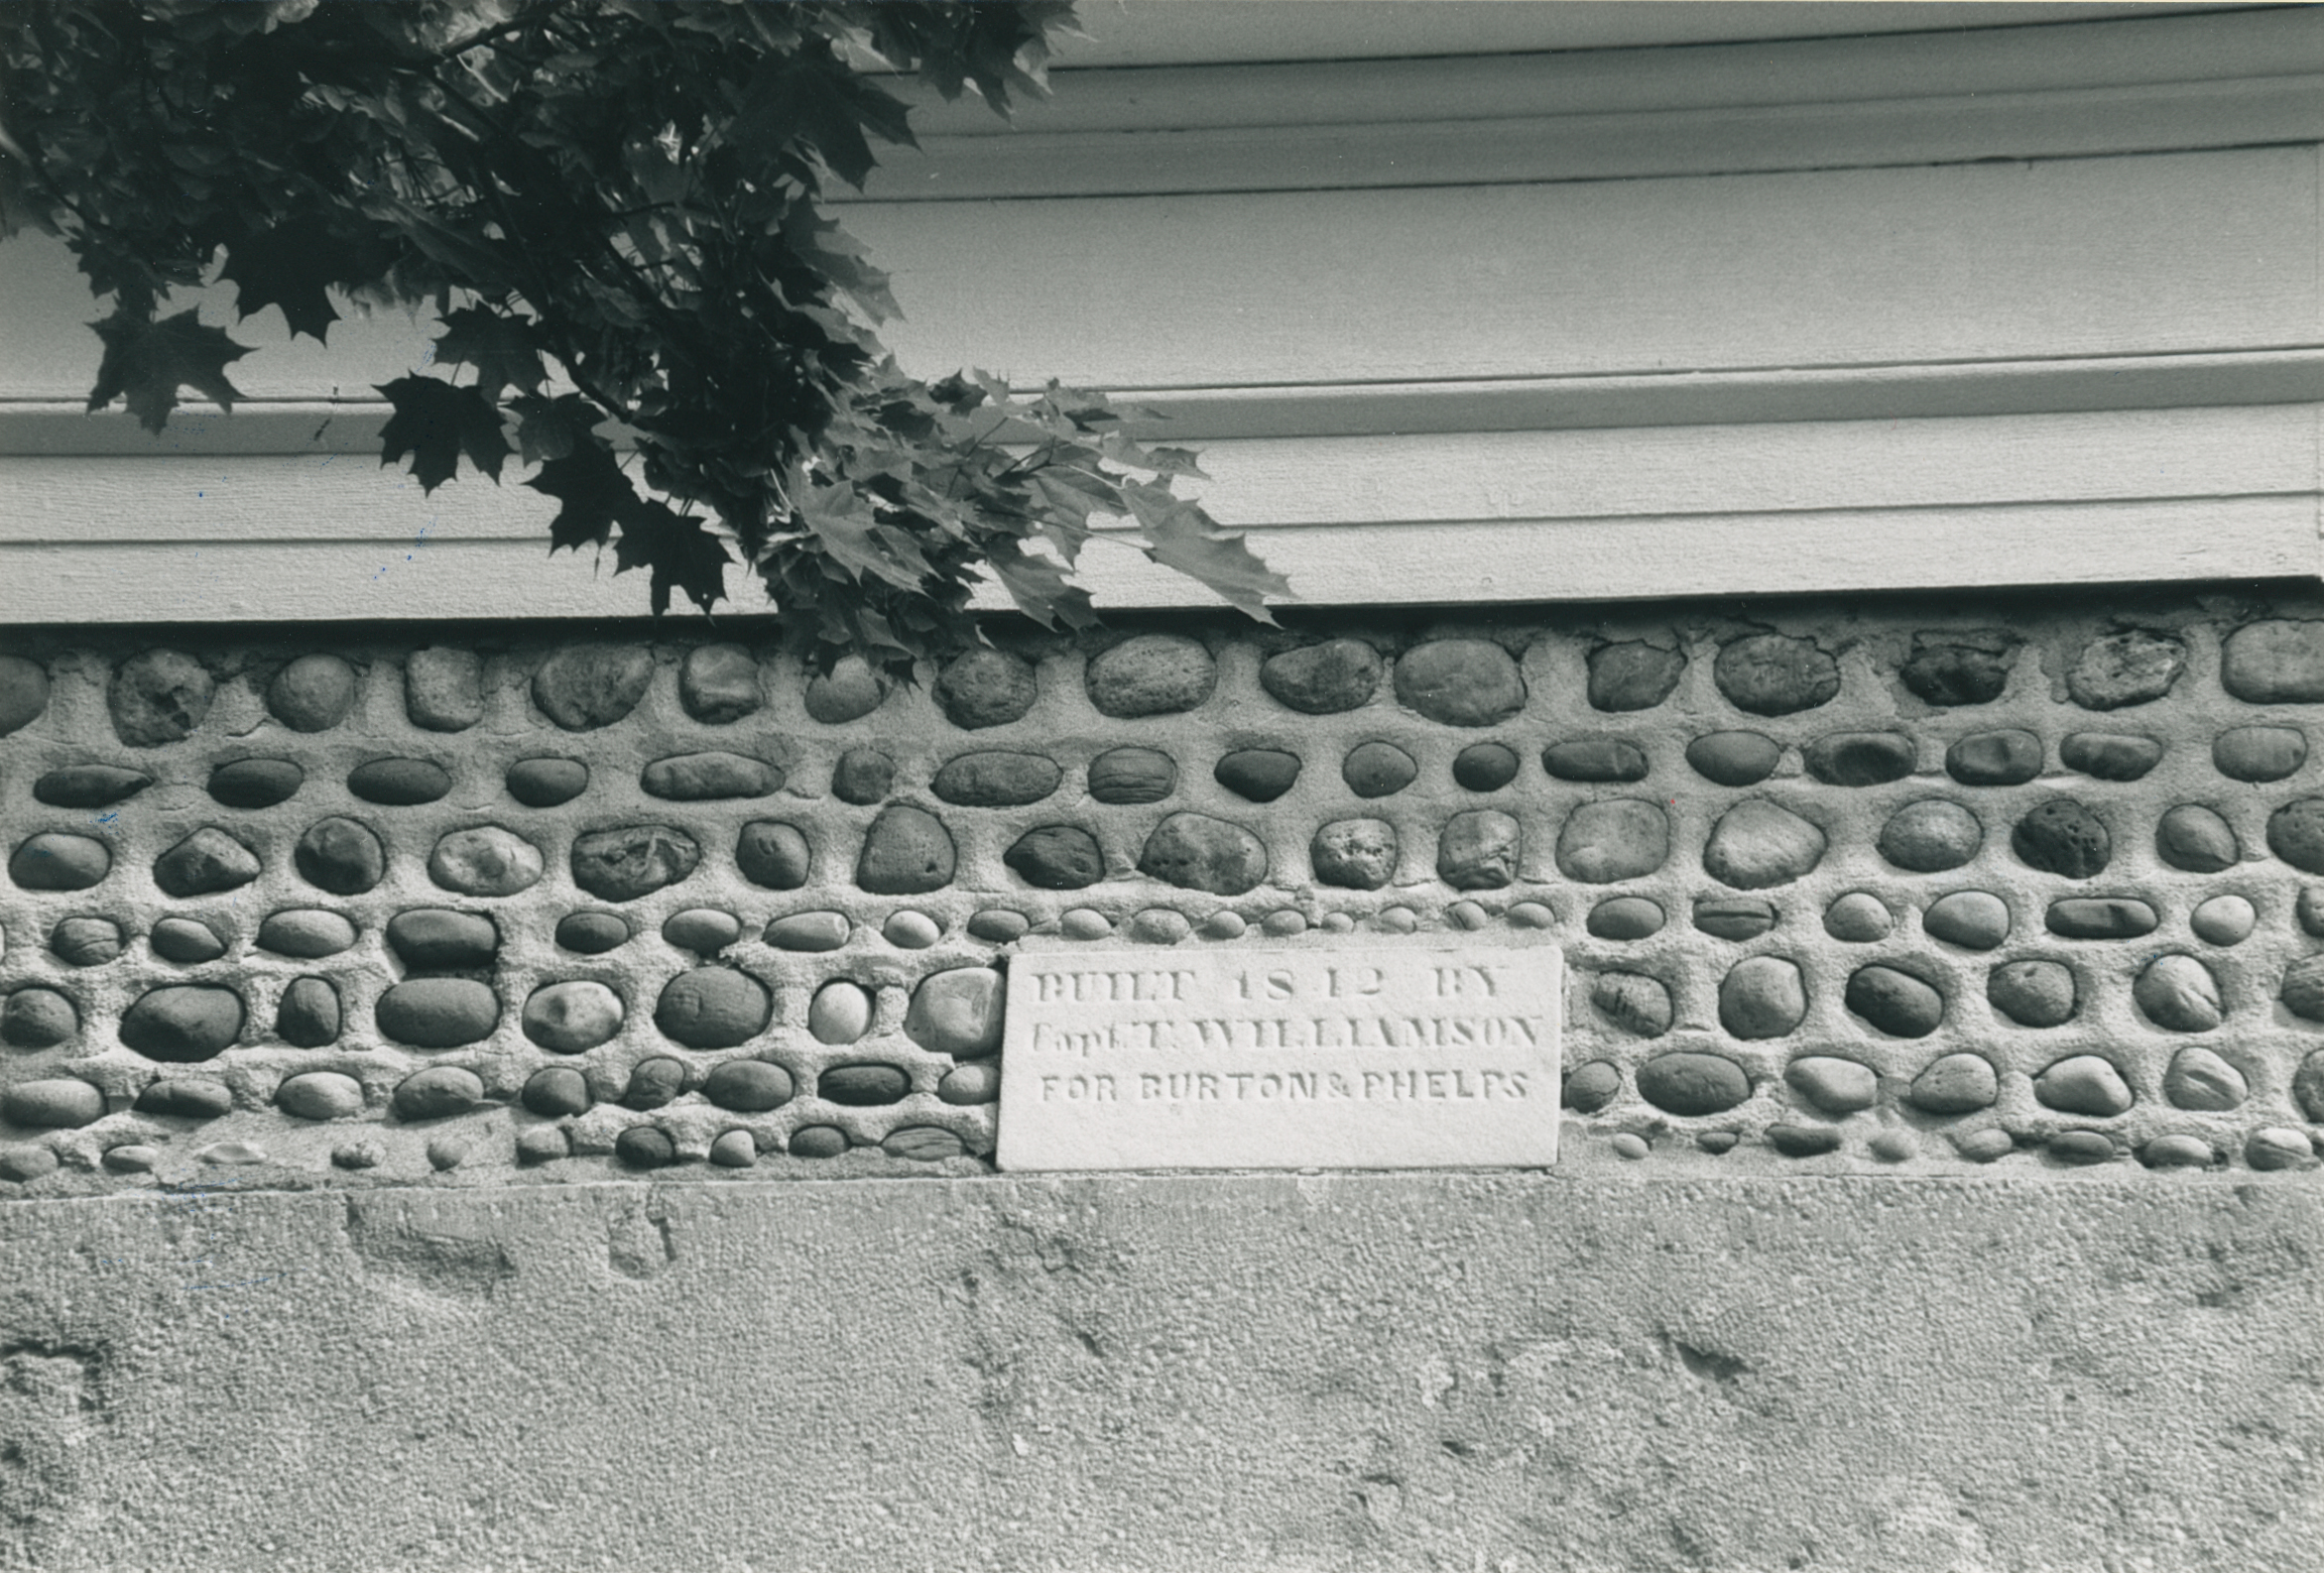 BUILT 1842 BY
Capt. T. WILLIAMSON
FOR BURTON & PHELPS